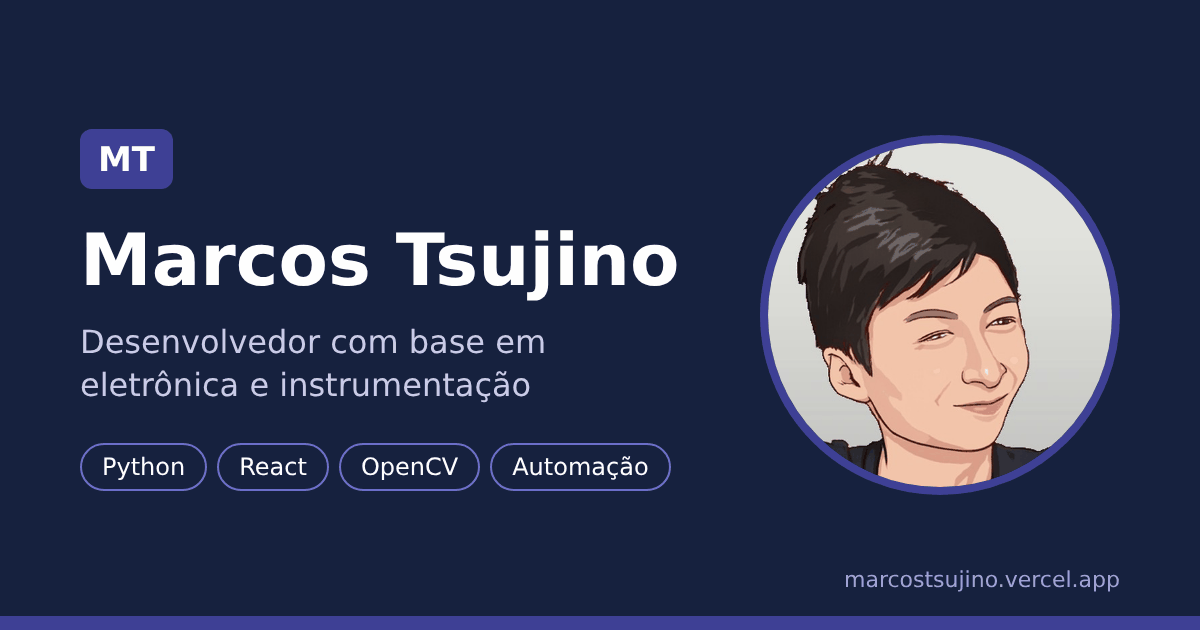 MT
Marcos Tsujino
Desenvolvedor com base em
eletrônica e instrumentação
Python
React
OpenCV
Automação
marcostsujino.vercel.app